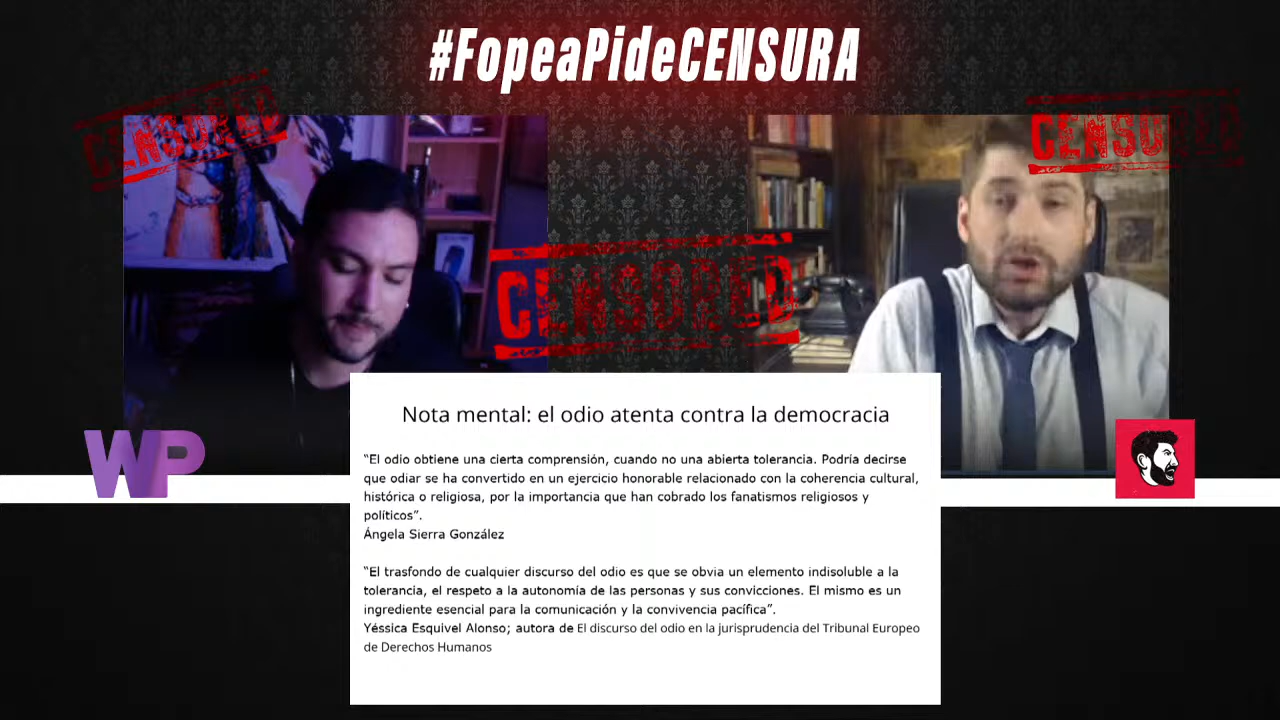 #FopeaPideCENSURA
CENSORED
CENSORED
CENSORED
WP
Nota mental: el odio atenta contra la democracia
“El odio obtiene una cierta comprensión, cuando no una abierta tolerancia. Podría decirse
que odiar se ha convertido en un ejercicio honorable relacionado con la coherencia cultural,
histórica o religiosa, por la importancia que han cobrado los fanatismos religiosos y
políticos”.
Ángela Sierra González
“El trasfondo de cualquier discurso del odio es que se obvia un elemento indisoluble a la
tolerancia, el respeto a la autonomía de las personas y sus convicciones. El mismo es un
ingrediente esencial para la comunicación y la convivencia pacífica”.
Yéssica Esquivel Alonso; autora de El discurso del odio en la jurisprudencia del Tribunal Europeo
de Derechos Humanos